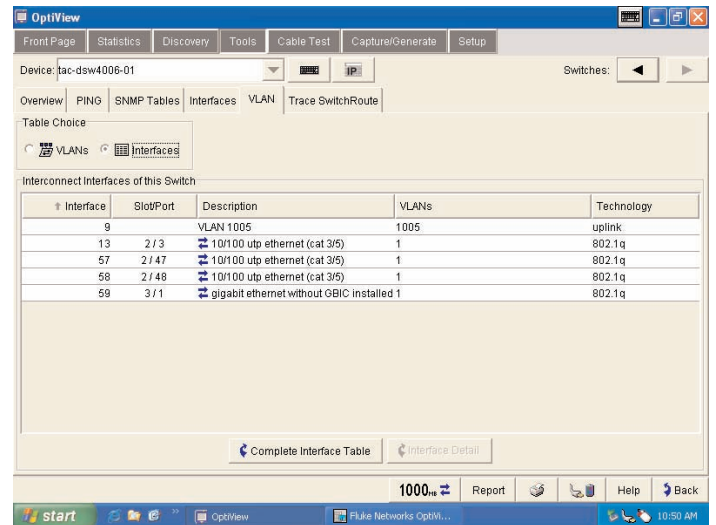 OptiView
Front Page Statistics Discovery Tools Cable Test Capture/Generate Setup
Device: tac-dsw4006-01 IP Switches:
Overview PING SNMP Tables Interfaces VLAN Trace SwitchRoute
Table Choice
VLANs Interfaces
Interconnect Interfaces of this Switch
Interface Slot/Port Description VLANs Technology
9 VLAN 1005 1005 uplink
13 2 / 3 10/100 utp ethernet (cat 3/5) 1 802.1q
57 2 / 47 10/100 utp ethernet (cat 3/5) 1 802.1q
58 2 / 48 10/100 utp ethernet (cat 3/5) 1 802.1q
59 3 / 1 gigabit ethernet without GBIC installed 1 802.1q
Complete Interface Table Interface Detail
1000MB Report Help Back
start OptiView Fluke Networks OptiVi... 10:50 AM